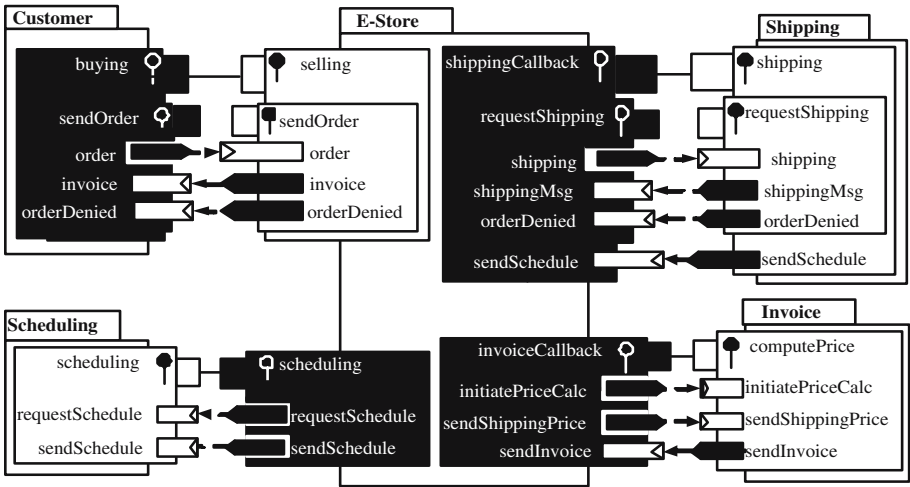 Customer
buying
sendOrder
order
invoice
orderDenied
E-Store
selling
sendOrder
order
invoice
orderDenied
shippingCallback
requestShipping
shipping
shippingMsg
orderDenied
sendSchedule
Shipping
shipping
requestShipping
shipping
shippingMsg
orderDenied
sendSchedule
Scheduling
scheduling
requestSchedule
sendSchedule
scheduling
requestSchedule
sendSchedule
invoiceCallback
initiatePriceCalc
sendShippingPrice
sendInvoice
Invoice
computePrice
initiatePriceCalc
sendShippingPrice
sendInvoice